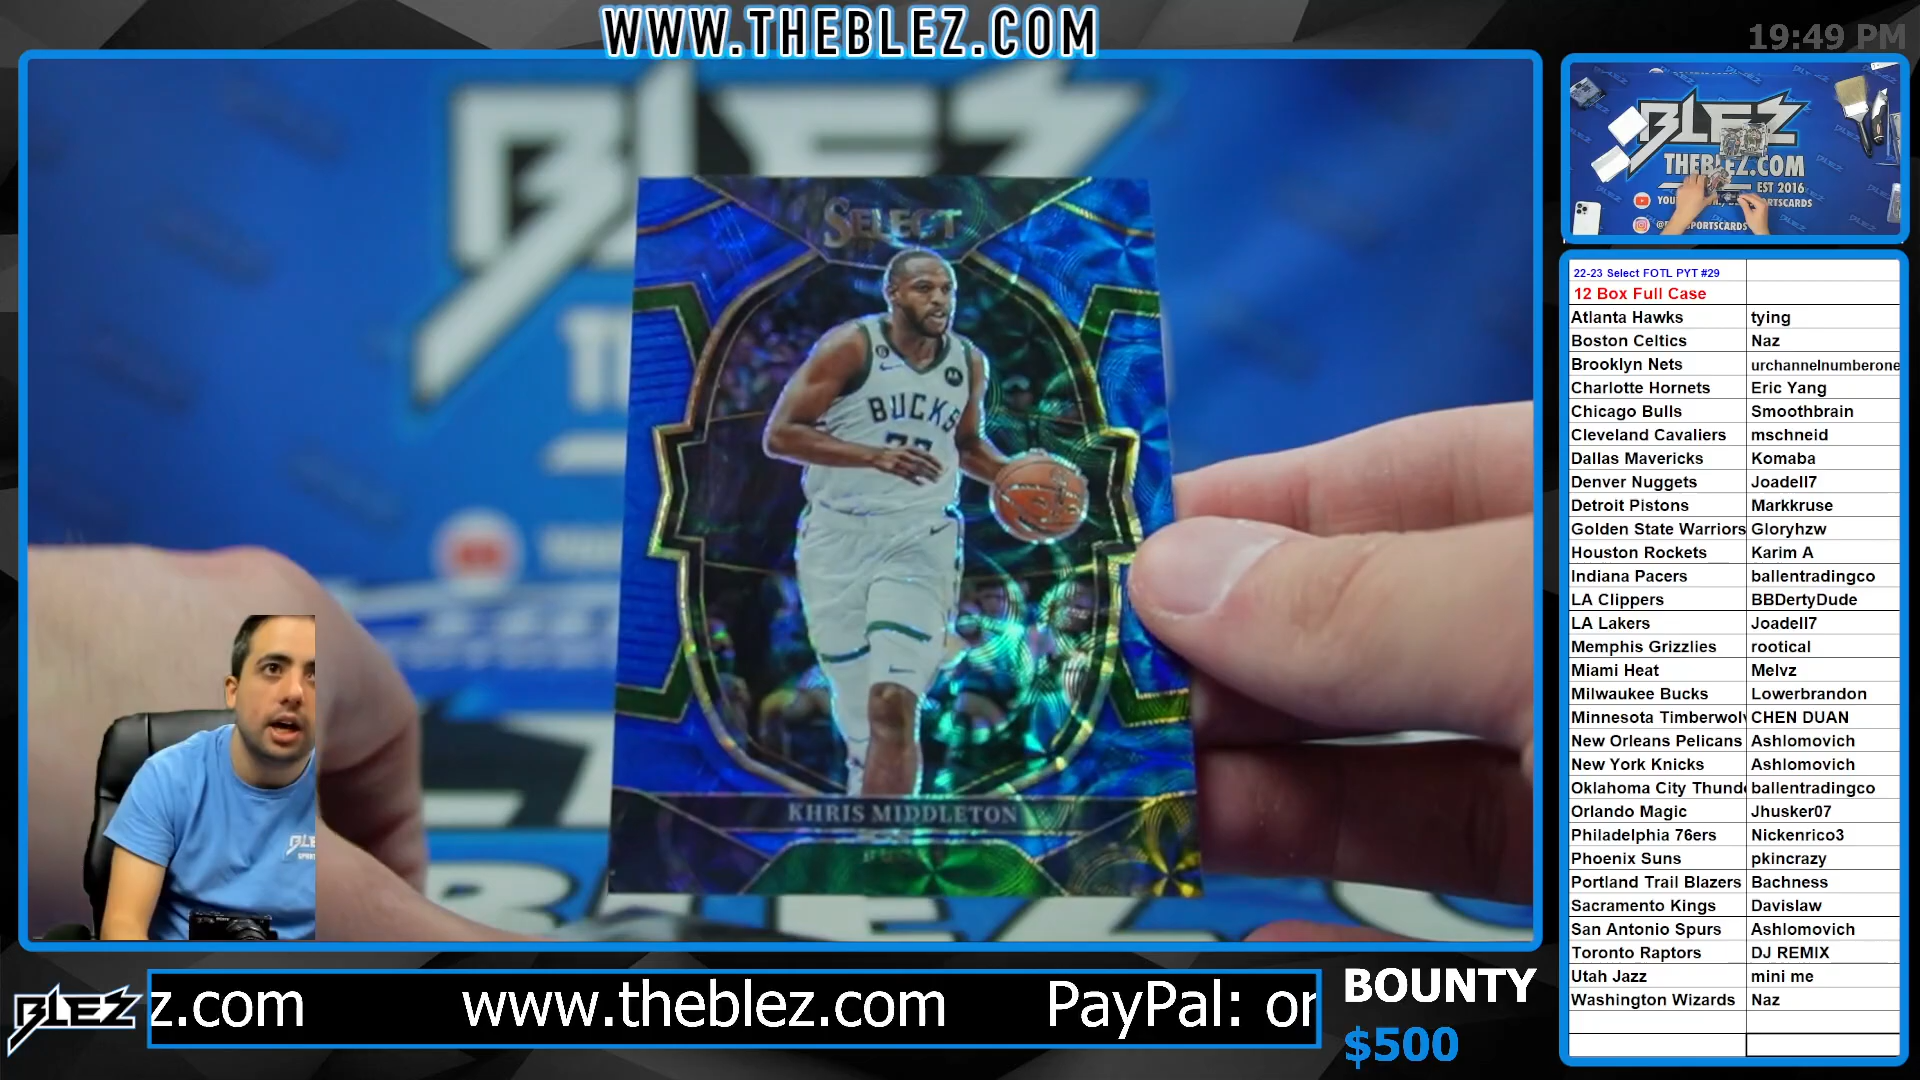 WWW.THEBLEZ.COM
19:49 PM
BLEZ
SELECT
BUCKS
KHRIS MIDDLETON
BUCKS
BLEZ
THEBLEZ.COM
EST 2016
22-23 Select FOTL PYT #29
12 Box Full Case
Atlanta Hawks tying
Boston Celtics Naz
Brooklyn Nets urchannelnumberone
Charlotte Hornets Eric Yang
Chicago Bulls Smoothbrain
Cleveland Cavaliers mschneid
Dallas Mavericks Komaba
Denver Nuggets Joadell7
Detroit Pistons Markkruse
Golden State Warriors Gloryhzw
Houston Rockets Karim A
Indiana Pacers ballentradingco
LA Clippers BBDertyDude
LA Lakers Joadell7
Memphis Grizzlies rootical
Miami Heat Melvz
Milwaukee Bucks Lowerbrandon
Minnesota Timberwolv CHEN DUAN
New Orleans Pelicans Ashlomovich
New York Knicks Ashlomovich
Oklahoma City Thund ballentradingco
Orlando Magic Jhusker07
Philadelphia 76ers Nickenrico3
Phoenix Suns pkincrazy
Portland Trail Blazers Bachness
Sacramento Kings Davislaw
San Antonio Spurs Ashlomovich
Toronto Raptors DJ REMIX
Utah Jazz mini me
Washington Wizards Naz
BLEZ
z.com www.theblez.com PayPal: or
BOUNTY
$500